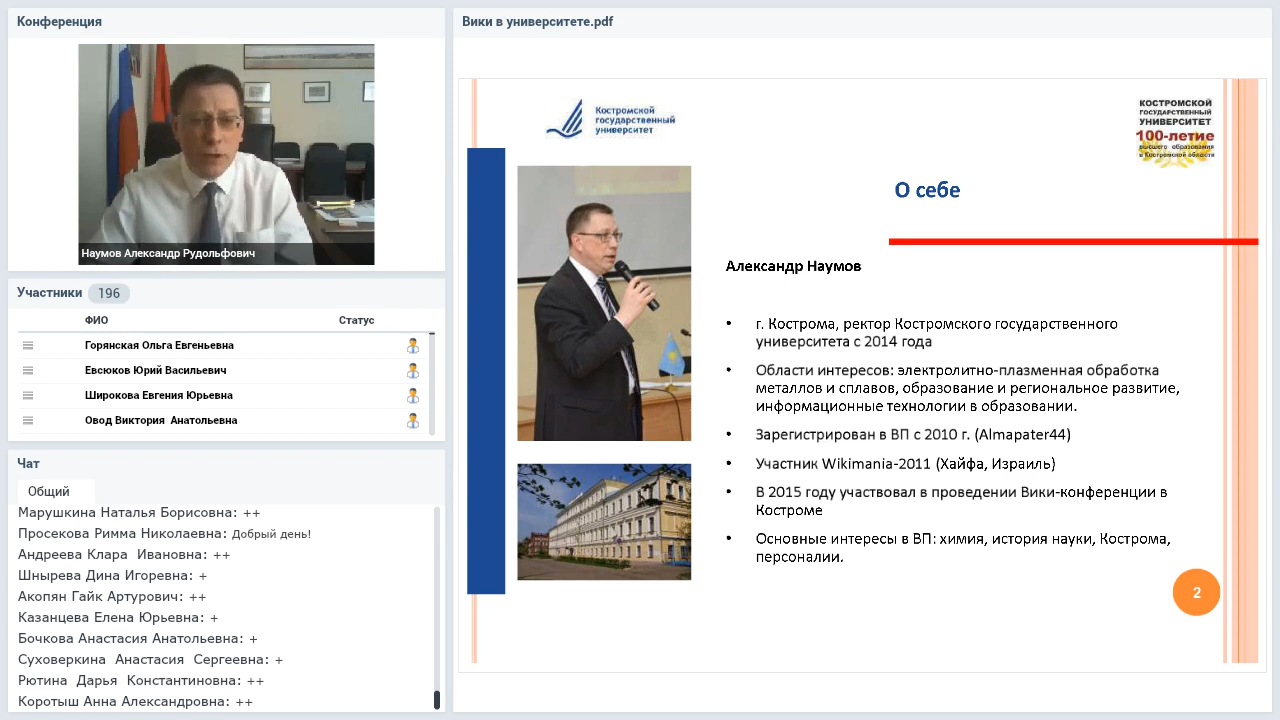 Конференция
Наумов Александр Рудольфович
Участники 196
ФИО Статус
Горянская Ольга Евгеньевна
Евсюков Юрий Васильевич
Широкова Евгения Юрьевна
Овод Виктория Анатольевна
Чат
Общий
Марушкина Наталья Борисовна: ++
Просекова Римма Николаевна: Добрый день!
Андреева Клара Ивановна: ++
Шнырева Дина Игоревна: +
Акопян Гайк Артурович: ++
Казанцева Елена Юрьевна: +
Бочкова Анастасия Анатольевна: +
Суховеркина Анастасия Сергеевна: +
Рютина Дарья Константиновна: ++
Коротыш Анна Александровна: ++
Вики в университете.pdf
Костромской
государственный
университет
КОСТРОМСКОЙ
ГОСУДАРСТВЕННЫЙ
УНИВЕРСИТЕТ
100-летие
высшего образования
в Костромской области
О себе
Александр Наумов
• г. Кострома, ректор Костромского государственного
университета с 2014 года
• Области интересов: электролитно-плазменная обработка
металлов и сплавов, образование и региональное развитие,
информационные технологии в образовании.
• Зарегистрирован в ВП с 2010 г. (Almapater44)
• Участник Wikimania-2011 (Хайфа, Израиль)
• В 2015 году участвовал в проведении Вики-конференции в
Костроме
• Основные интересы в ВП: химия, история науки, Кострома,
персоналии.
2